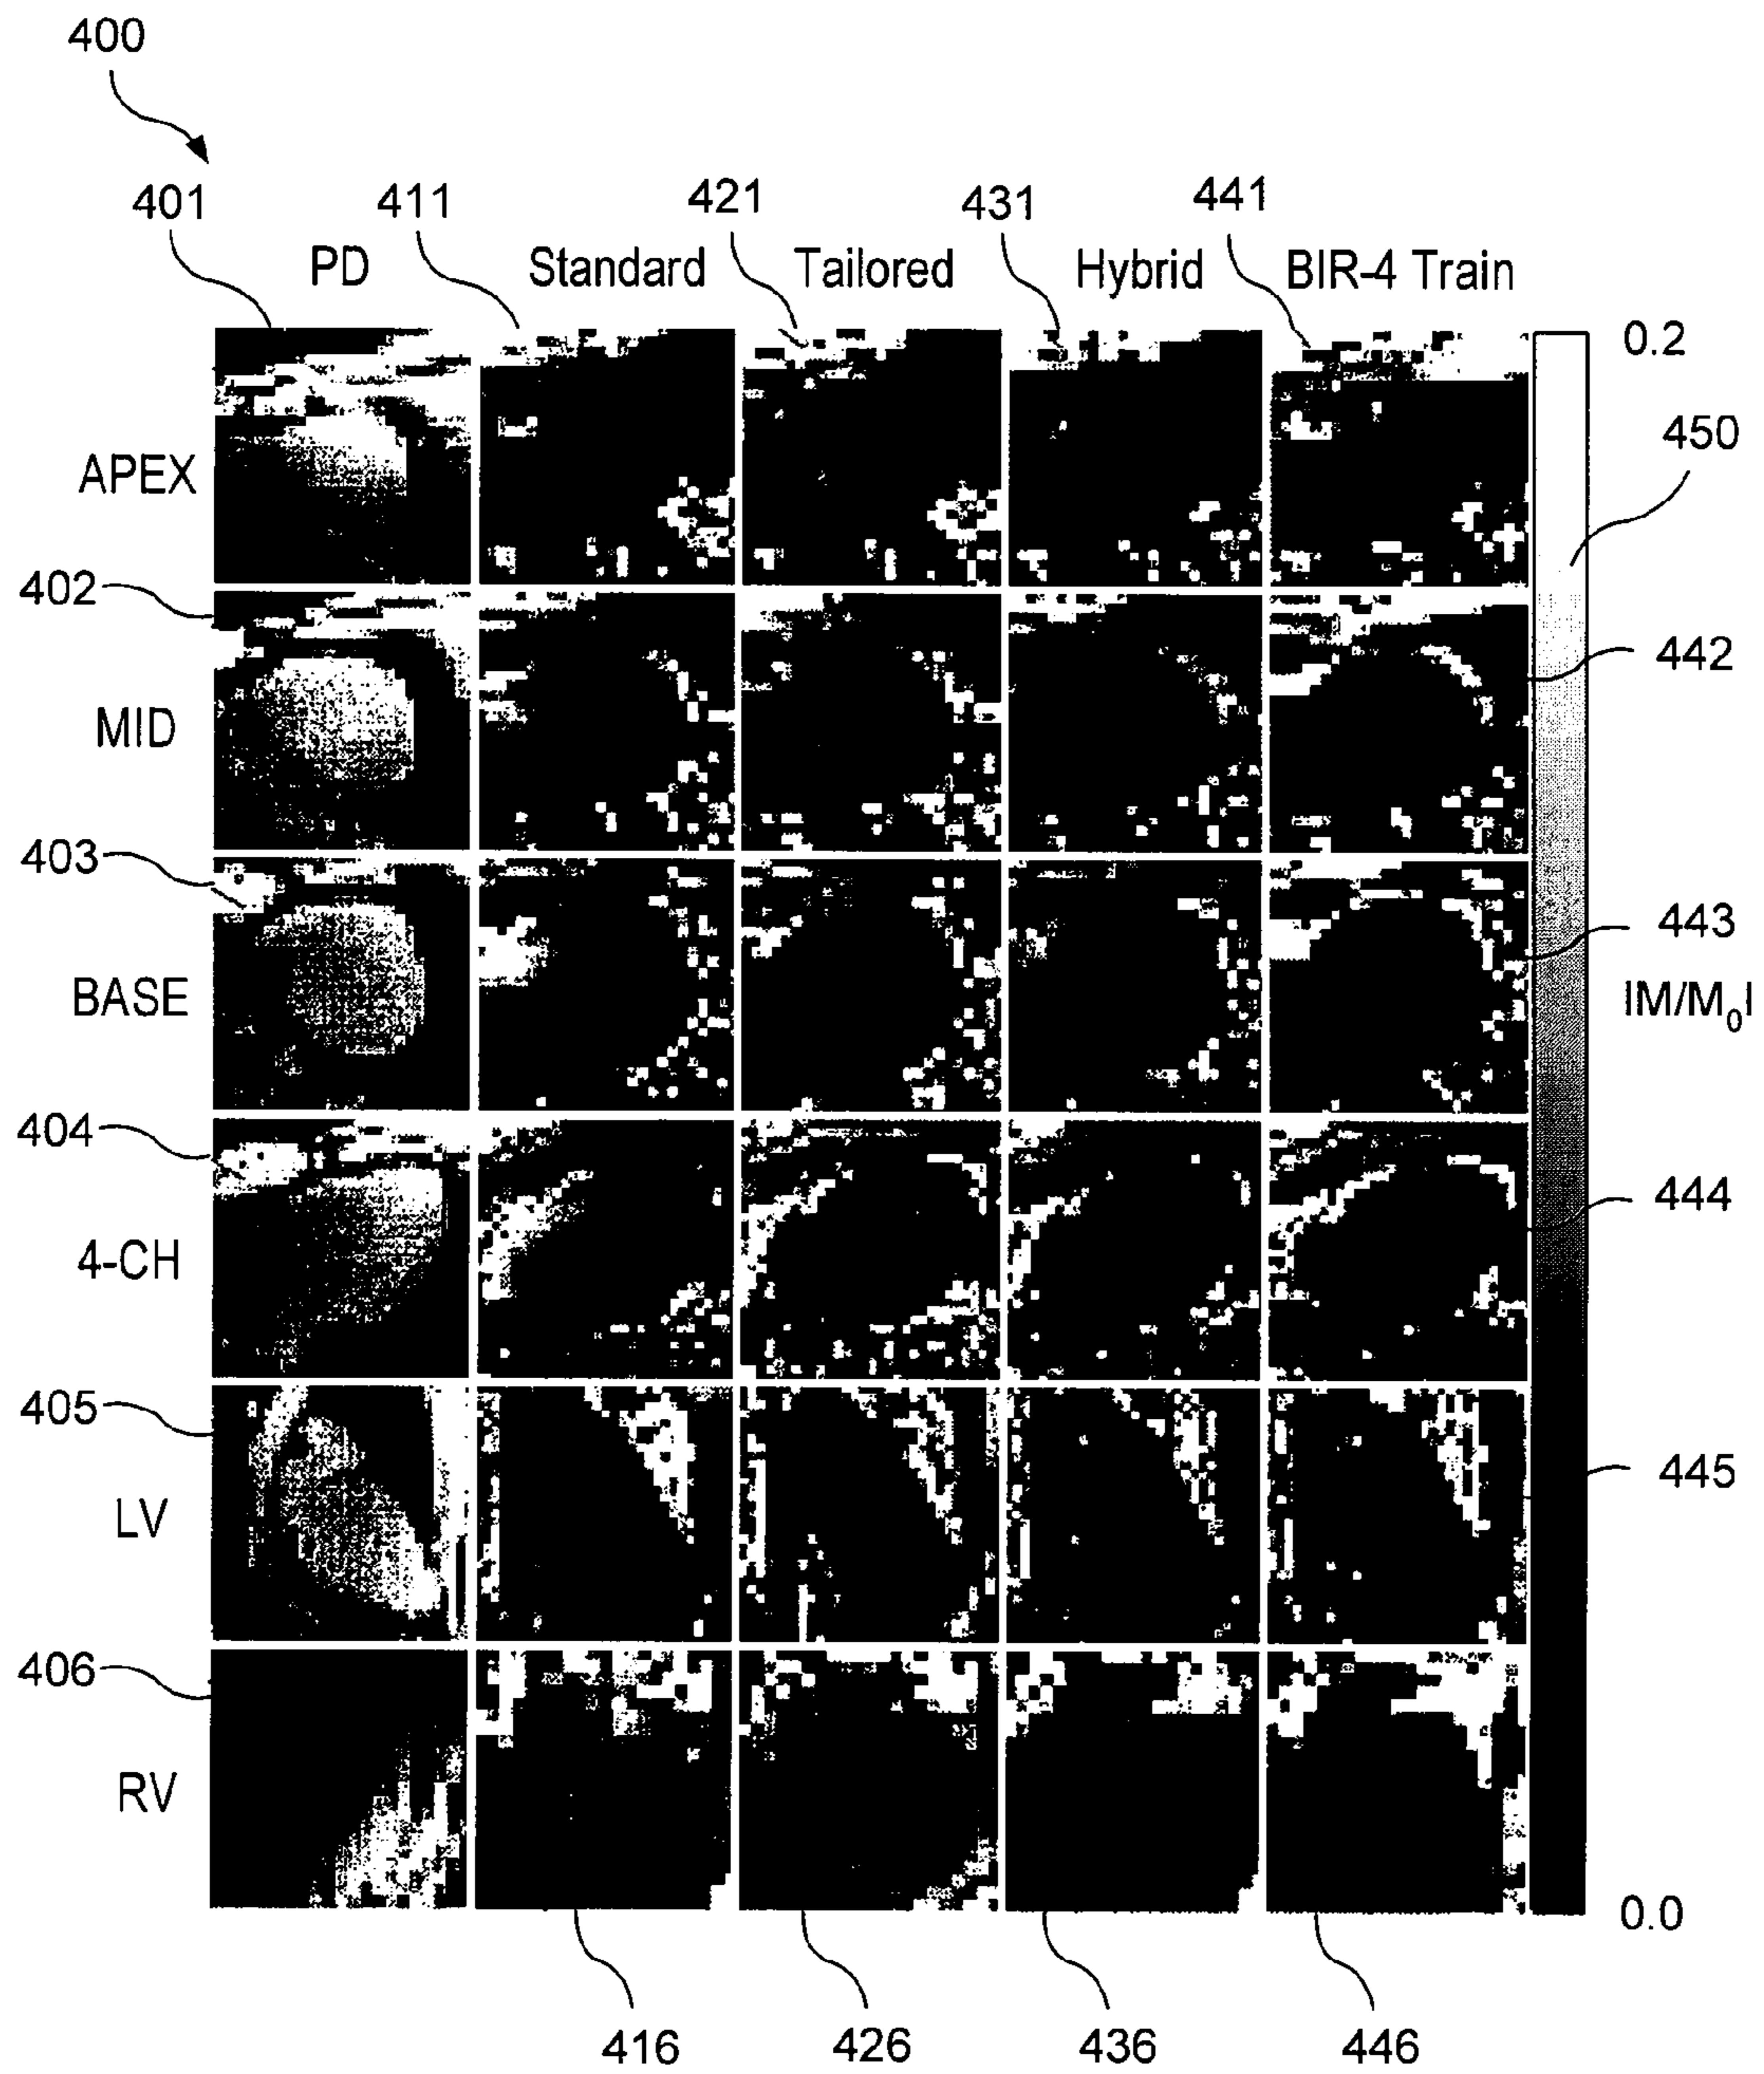 400
401
411
421
431
441
PD
Standard
Tailored
Hybrid
BIR-4 Train
0.2
450
APEX
402
442
MID
403
443
BASE
|M/M0|
404
444
4-CH
405
445
LV
406
RV
0.0
416
426
436
446